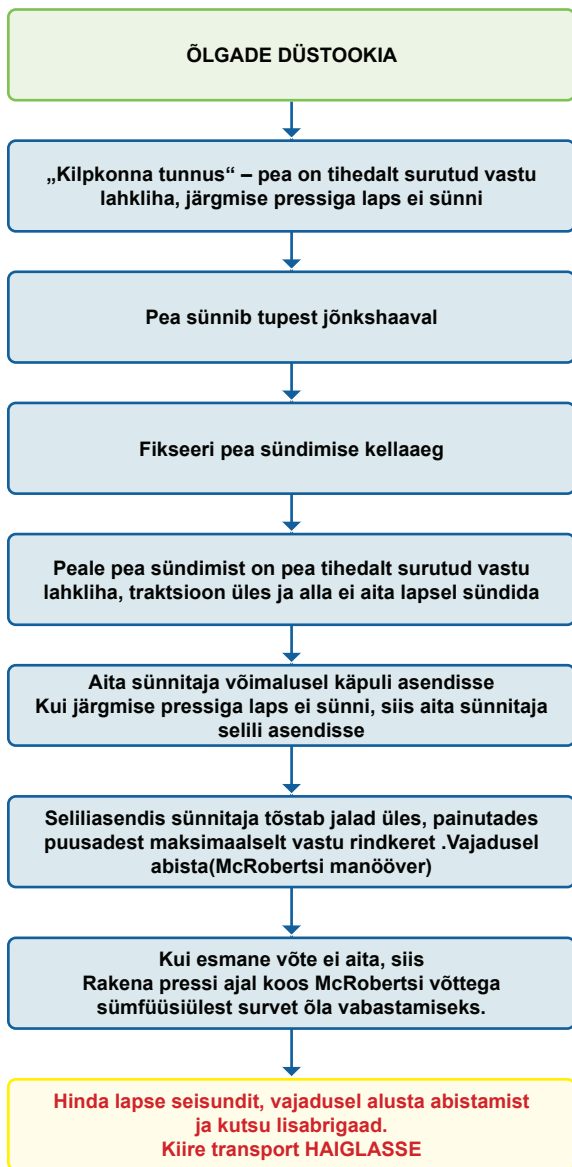 ÕLGADE DÜSTOOKIA
„Kilpkonna tunnus“ – pea on tihedalt surutud vastu
lahkliha, järgmise pressiga laps ei sünni
Pea sünnib tupest jõnkshaaval
Fikseeri pea sündimise kellaaeg
Peale pea sündimist on pea tihedalt surutud vastu
lahkliha, traktsioon üles ja alla ei aita lapsel sündida
Aita sünnitaja võimalusel käpuli asendisse
Kui järgmise pressiga laps ei sünni, siis aita sünnitaja
selili asendisse
Seliliasendis sünnitaja tõstab jalad üles, painutades
puusadest maksimaalselt vastu rindkeret .Vajadusel
abista(McRobertsi manööver)
Kui esmane võte ei aita, siis
Rakena pressi ajal koos McRobertsi võttega
sümfüüsiülest survet õla vabastamiseks.
Hinda lapse seisundit, vajadusel alusta abistamist
ja kutsu lisabrigaad.
Kiire transport HAIGLASSE